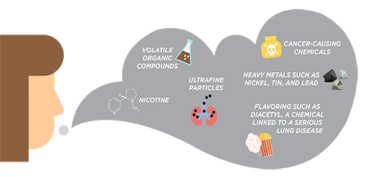 VOLATILE
ORGANIC
COMPOUNDS
CANCER-CAUSING
CHEMICALS
ULTRAFINE
PARTICLES
HEAVY METALS SUCH AS
NICKEL, TIN, AND LEAD
NICOTINE
FLAVORING SUCH AS
DIACETYL, A CHEMICAL
LINKED TO A SERIOUS
LUNG DISEASE